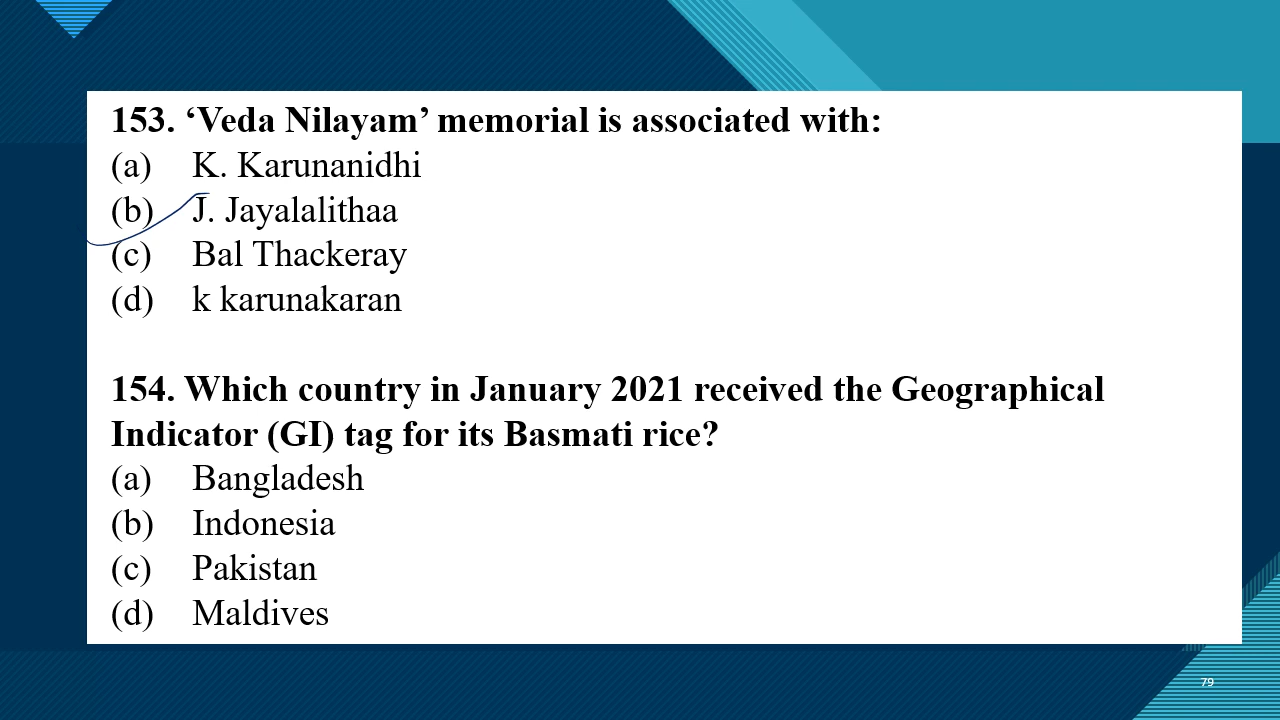 153. ‘Veda Nilayam’ memorial is associated with:
(a) K. Karunanidhi
(b) J. Jayalalithaa
(c) Bal Thackeray
(d) k karunakaran
154. Which country in January 2021 received the Geographical
Indicator (GI) tag for its Basmati rice?
(a) Bangladesh
(b) Indonesia
(c) Pakistan
(d) Maldives
79